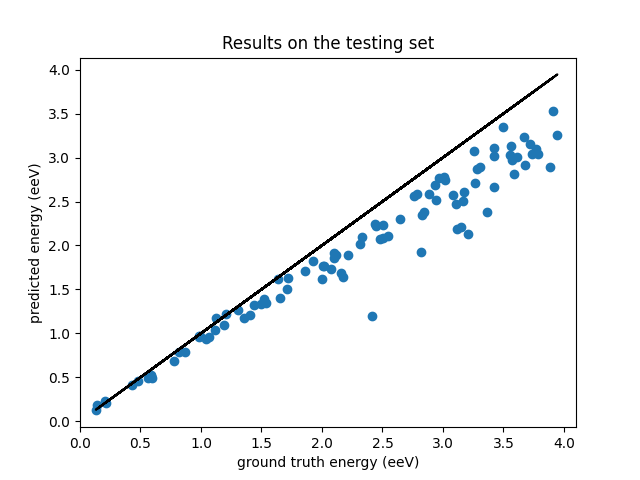 Results on the testing set
predicted energy (eeV)
4.0
3.5
3.0
2.5
2.0
1.5
1.0
0.5
0.0
0.0 0.5 1.0 1.5 2.0 2.5 3.0 3.5 4.0
ground truth energy (eeV)